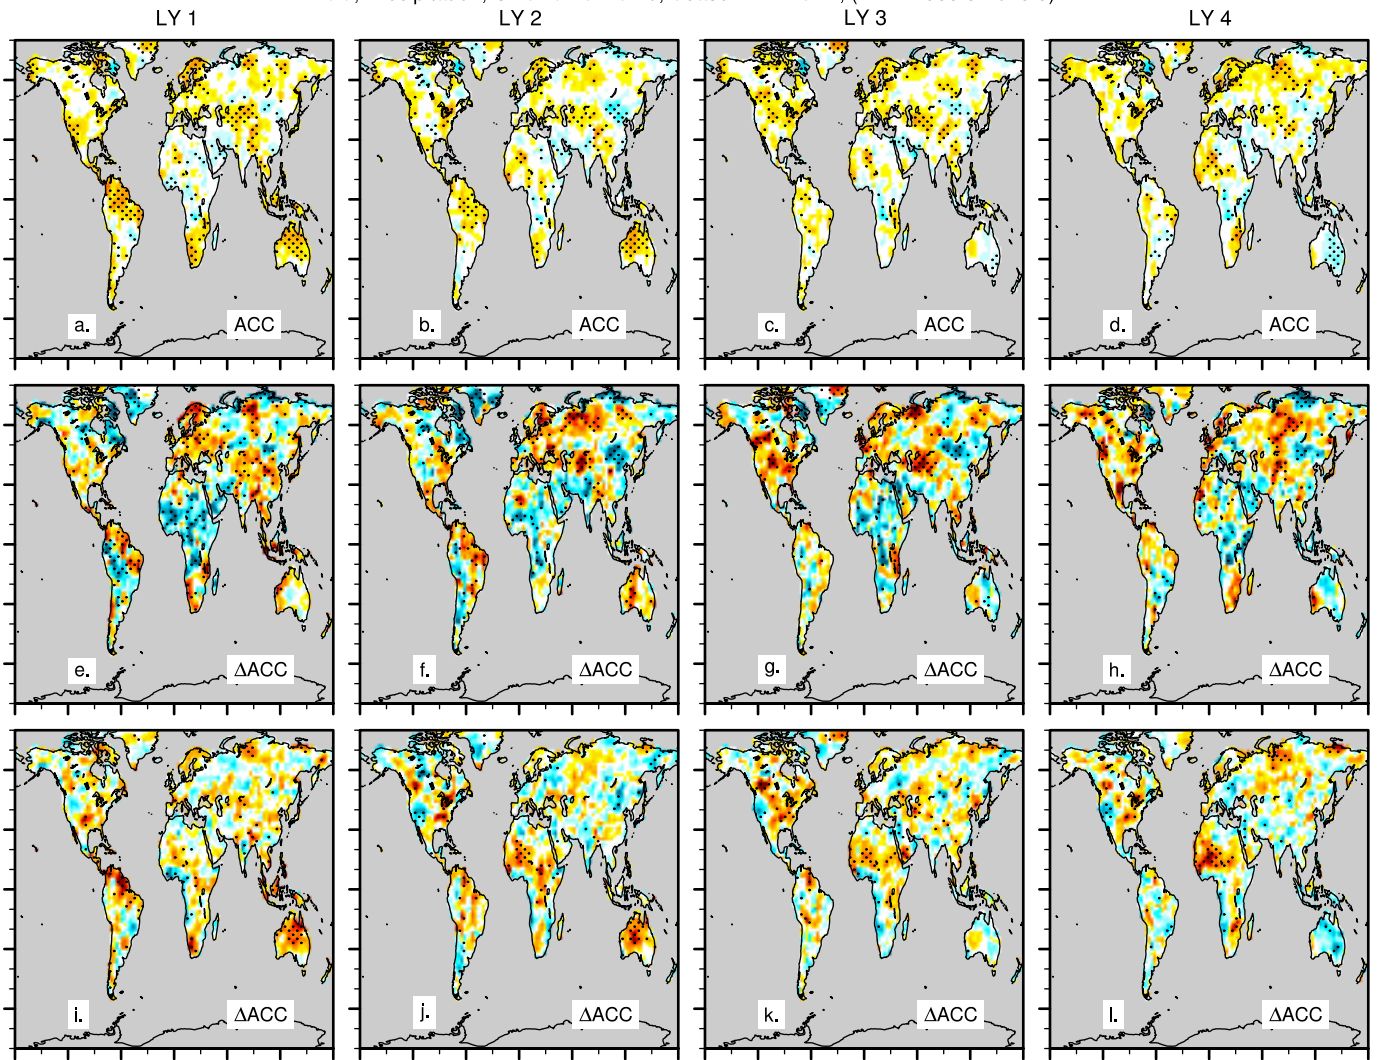 LY 1
LY 2
LY 3
LY 4
a.
ACC
b.
ACC
c.
ACC
d.
ACC
e.
ΔACC
f.
ΔACC
g.
ΔACC
h.
ΔACC
i.
ΔACC
j.
ΔACC
k.
ΔACC
l.
ΔACC